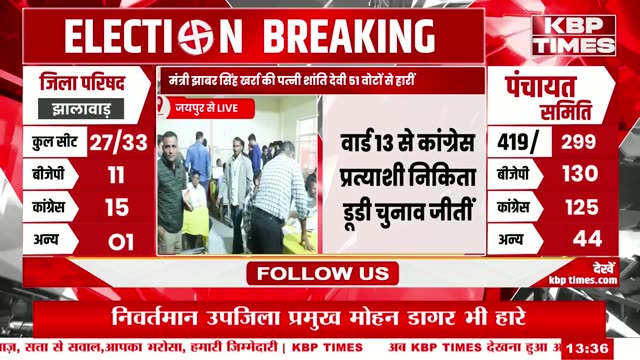 ELECTION BREAKING
KBP
TIMES
मंत्री झाबर सिंह खर्रा की पत्नी शांति देवी 51 वोटों से हारीं
जयपुर से LIVE
जिला परिषद
झालावाड़
कुल सीट 27/33
बीजेपी 11
कांग्रेस 15
अन्य 01
वार्ड 13 से कांग्रेस
प्रत्याशी निकिता
डूडी चुनाव जीतीं
पंचायत
समिति
419/ 299
बीजेपी 130
कांग्रेस 125
अन्य 44
FOLLOW US
देखें
kbp times.com
निवर्तमान उपजिला प्रमुख मोहन डागर भी हारे
ाज़, सत्ता से सवाल,आपका भरोसा, हमारी जिम्मेदारी | KBP TIMES अब KBP TIMES देखना हुआ अ
13:36